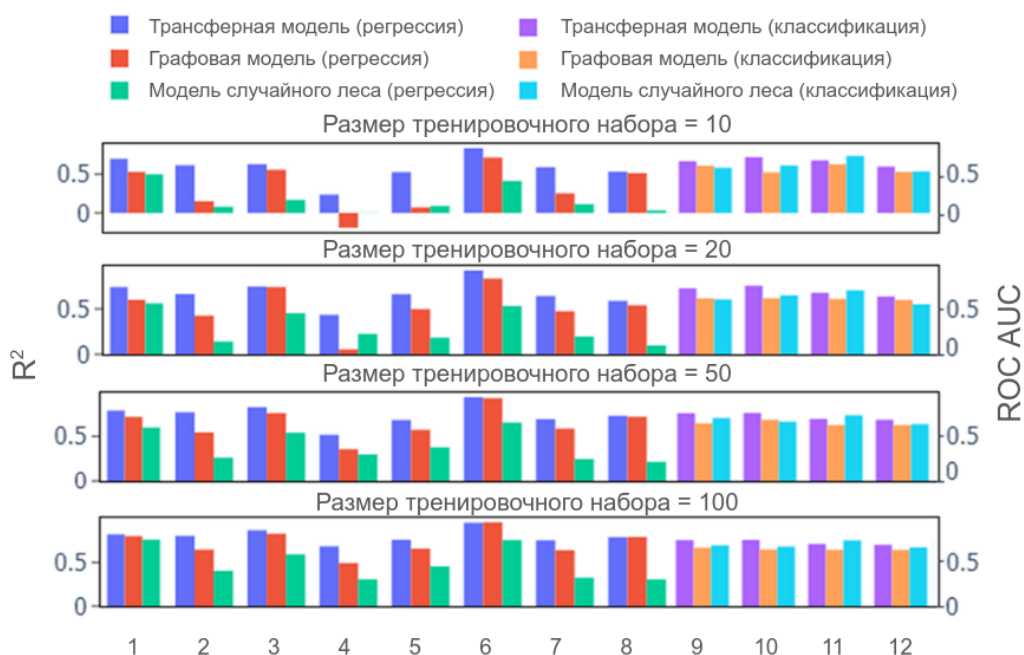 Трансферная модель (регрессия)
Трансферная модель (классификация)
Графовая модель (регрессия)
Графовая модель (классификация)
Модель случайного леса (регрессия)
Модель случайного леса (классификация)
Размер тренировочного набора = 10
0.5
0
0.5
0
Размер тренировочного набора = 20
0.5
0
0.5
0
R²
ROC AUC
Размер тренировочного набора = 50
0.5
0
0.5
0
Размер тренировочного набора = 100
0.5
0
0.5
0
1 2 3 4 5 6 7 8 9 10 11 12